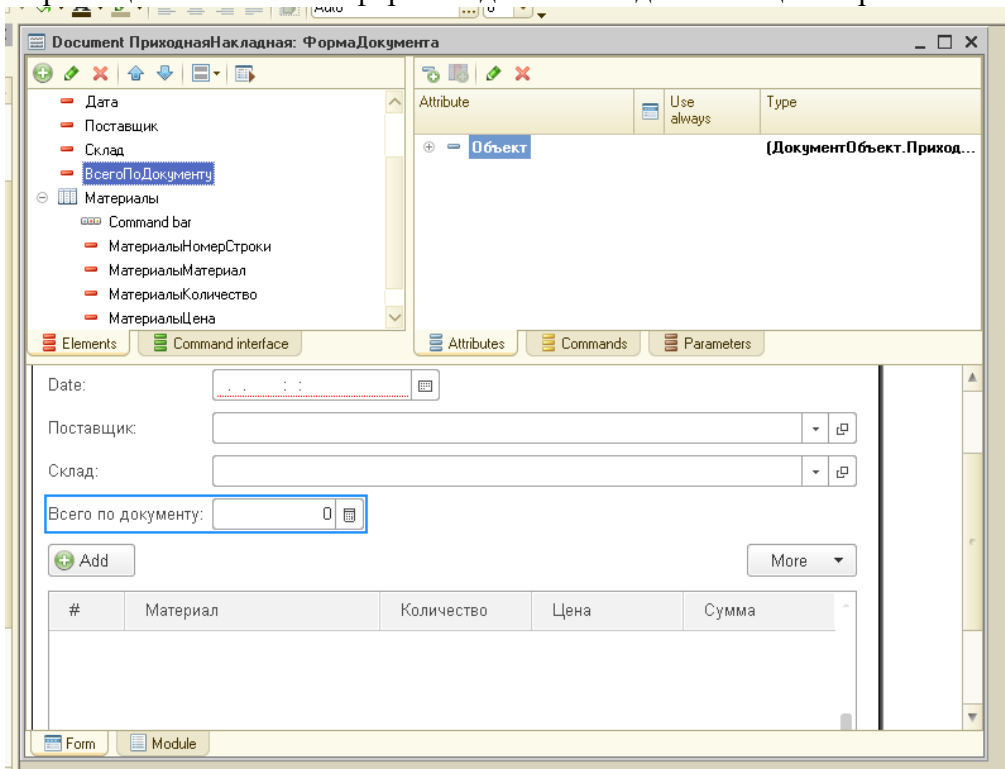 Auto
Document ПриходнаяНакладная: ФормаДокумента
Дата
Поставщик
Склад
ВсегоПоДокументу
Материалы
Command bar
МатериалыНомерСтроки
МатериалыМатериал
МатериалыКоличество
МатериалыЦена
Elements Command interface
Attribute Use always Type
Объект (ДокументОбъект.Приход...
Attributes Commands Parameters
Date: . . : :
Поставщик:
Склад:
Всего по документу: 0
Add More
# Материал Количество Цена Сумма
Form Module